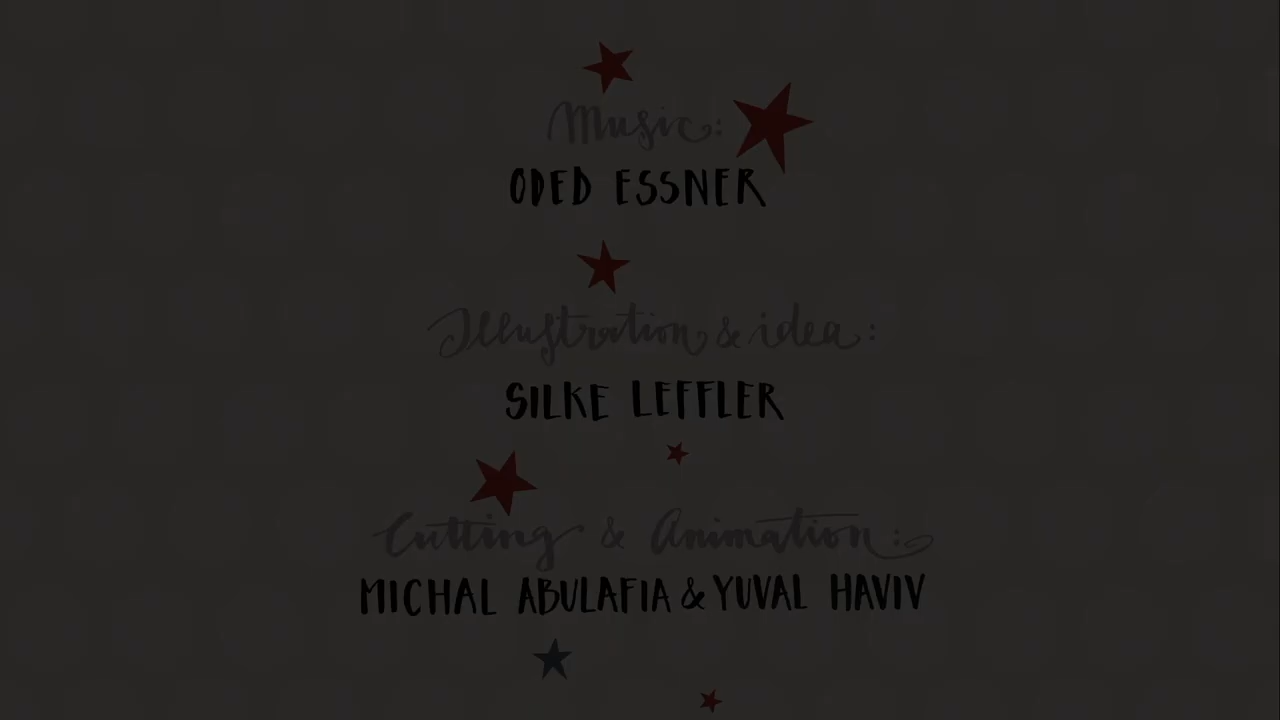 Music:
ODED ESSNER
Illustration & idea:
SILKE LEFFLER
Cutting & Animation:
MICHAL ABULAFIA & YUVAL HAVIV